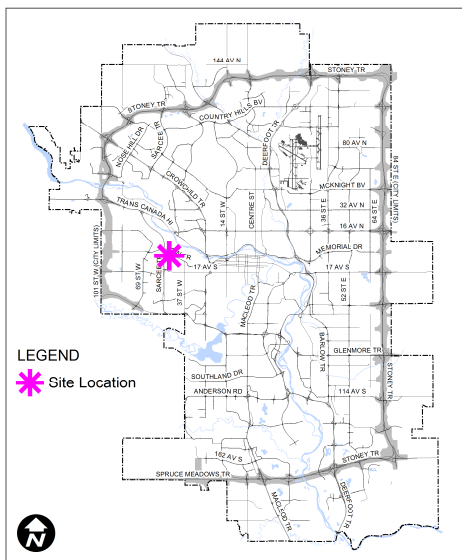 144 AV N
STONEY TR
STONEY TR
COUNTRY HILLS BV
NOSE HILL DR
SARCEE TR
DEERFOOT TR
80 AV N
CROWCHILD TR
MCKNIGHT BV
84 ST E (CITY LIMITS)
TRANS CANADA HI
14 ST W
CENTRE ST
36 ST E
32 AV N
64 ST E
16 AV N
MEMORIAL DR
101 ST W (CITY LIMITS)
69 ST W
SARCEE
TR
17 AV S
17 AV S
37 ST W
MACLEOD TR
52 ST E
BARLOW TR
GLENMORE TR
LEGEND
Site Location
SOUTHLAND DR
ANDERSON RD
114 AV S
STONEY TR
162 AV S
STONEY TR
SPRUCE MEADOWS TR
MACLEOD TR
DEERFOOT TR
N